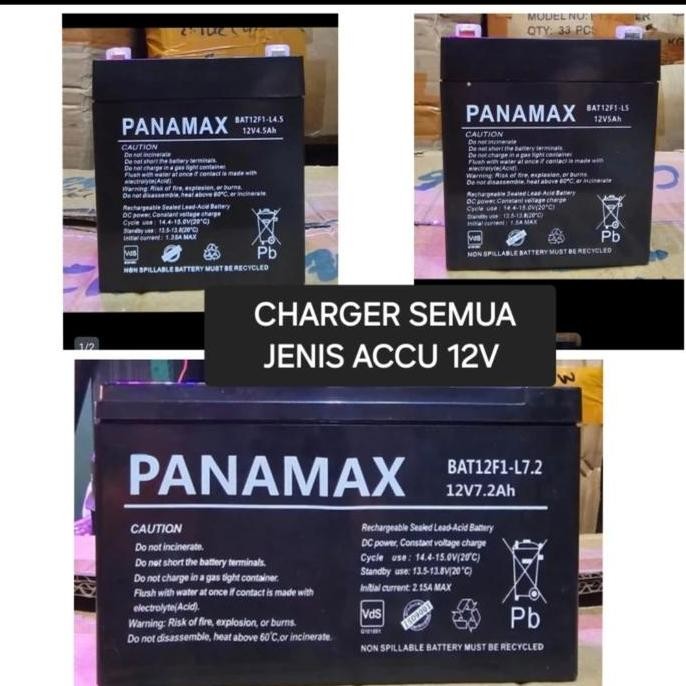 PANAMAX BAT12F1-L4.5
12V4.5Ah
CAUTION
Do not incinerate
Do not short the battery terminals.
Do not charge in a gas tight container.
Flush with water at once if contact is made with
electrolyte(Acid).
Warning: Risk of fire, explosion, or burns.
Do not disassemble, heat above 60°C, or incinerate
Rechargeable Sealed Lead-Acid Battery
DC power, Constant voltage charge
Cycle use: 14.4-15.0V(20°C)
Standby use: 13.5-13.8(20°C)
Initial current: 1.35A MAX
VdS
Pb
NON SPILLABLE BATTERY MUST BE RECYCLED
1/2
MODEL NO:
QTY: 33 PCS
PANAMAX BAT12F1-L5
12V5Ah
CAUTION
Do not incinerate
Do not short the battery terminals.
Do not charge in a gas tight container.
Flush with water at once if contact is made with
electrolyte(Acid).
Warning: Risk of fire, explosion, or burns.
Do not disassemble, heat above 60°C, or incinerate
Rechargeable Sealed Lead-Acid Battery
DC power, Constant voltage charge
Cycle use: 14.4-15.0V(20°C)
Standby use: 13.5-13.8(20°C)
Initial current: 1.5A MAX
VdS
Pb
NON SPILLABLE BATTERY MUST BE RECYCLED
CHARGER SEMUA
JENIS ACCU 12V
PANAMAX BAT12F1-L7.2
12V7.2Ah
CAUTION
Do not incinerate.
Do not short the battery terminals.
Do not charge in a gas tight container.
Flush with water at once if contact is made with
electrolyte(Acid).
Warning: Risk of fire, explosion, or burns.
Do not disassemble, heat above 60°C, or incinerate.
Rechargeable Sealed Lead-Acid Battery
DC power, Constant voltage charge
Cycle use: 14.4-15.0V(20°C)
Standby use: 13.5-13.8V(20°C)
Initial current: 2.15A MAX
VdS
ISO9001
Pb
NON SPILLABLE BATTERY MUST BE RECYCLED